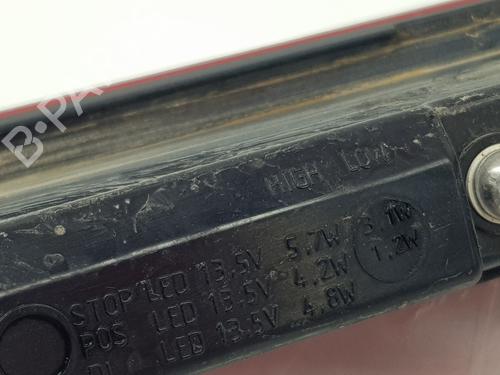 B-PARTS
HIGH LOW
STOP LED 13,5V 5.7W 3.1W
POS LED 13.5V 4.2W 1.2W
LED 13.5V 4.8W